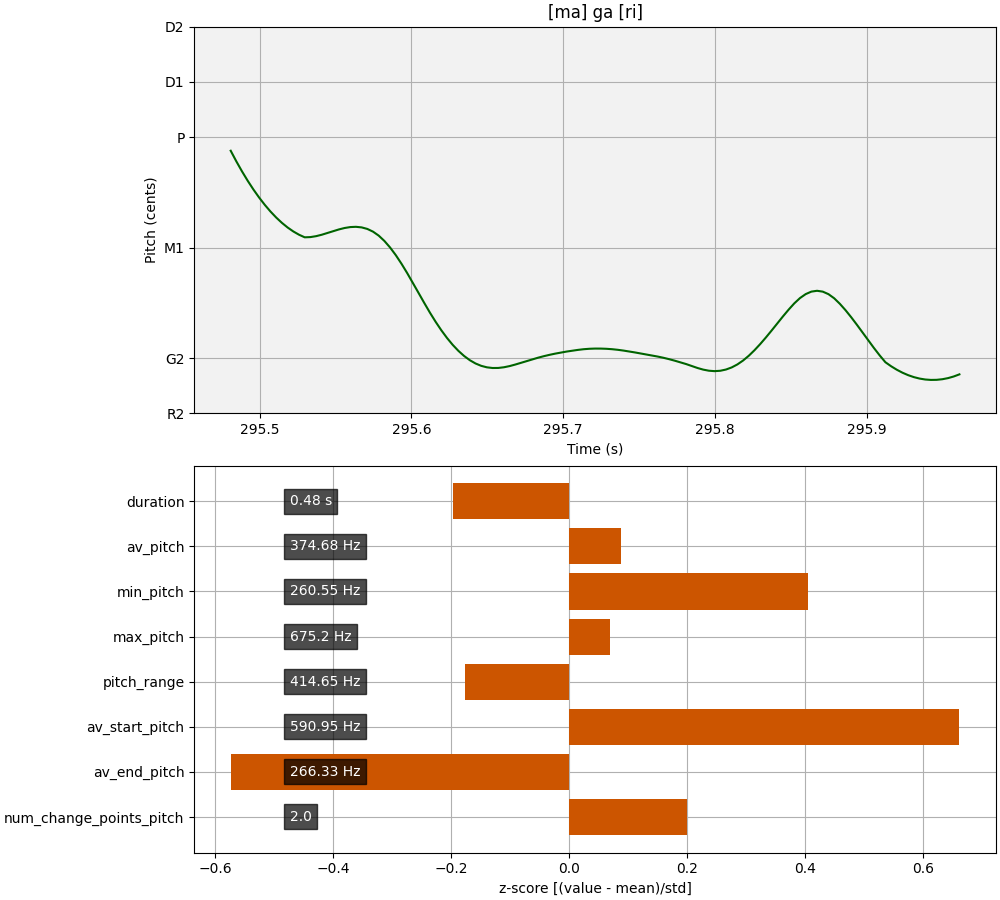 [ma] ga [ri]
D2
D1
P
M1
G2
R2
Pitch (cents)
295.5 295.6 295.7 295.8 295.9
Time (s)
duration 0.48 s
av_pitch 374.68 Hz
min_pitch 260.55 Hz
max_pitch 675.2 Hz
pitch_range 414.65 Hz
av_start_pitch 590.95 Hz
av_end_pitch 266.33 Hz
num_change_points_pitch 2.0
−0.6 −0.4 −0.2 0.0 0.2 0.4 0.6
z-score [(value - mean)/std]